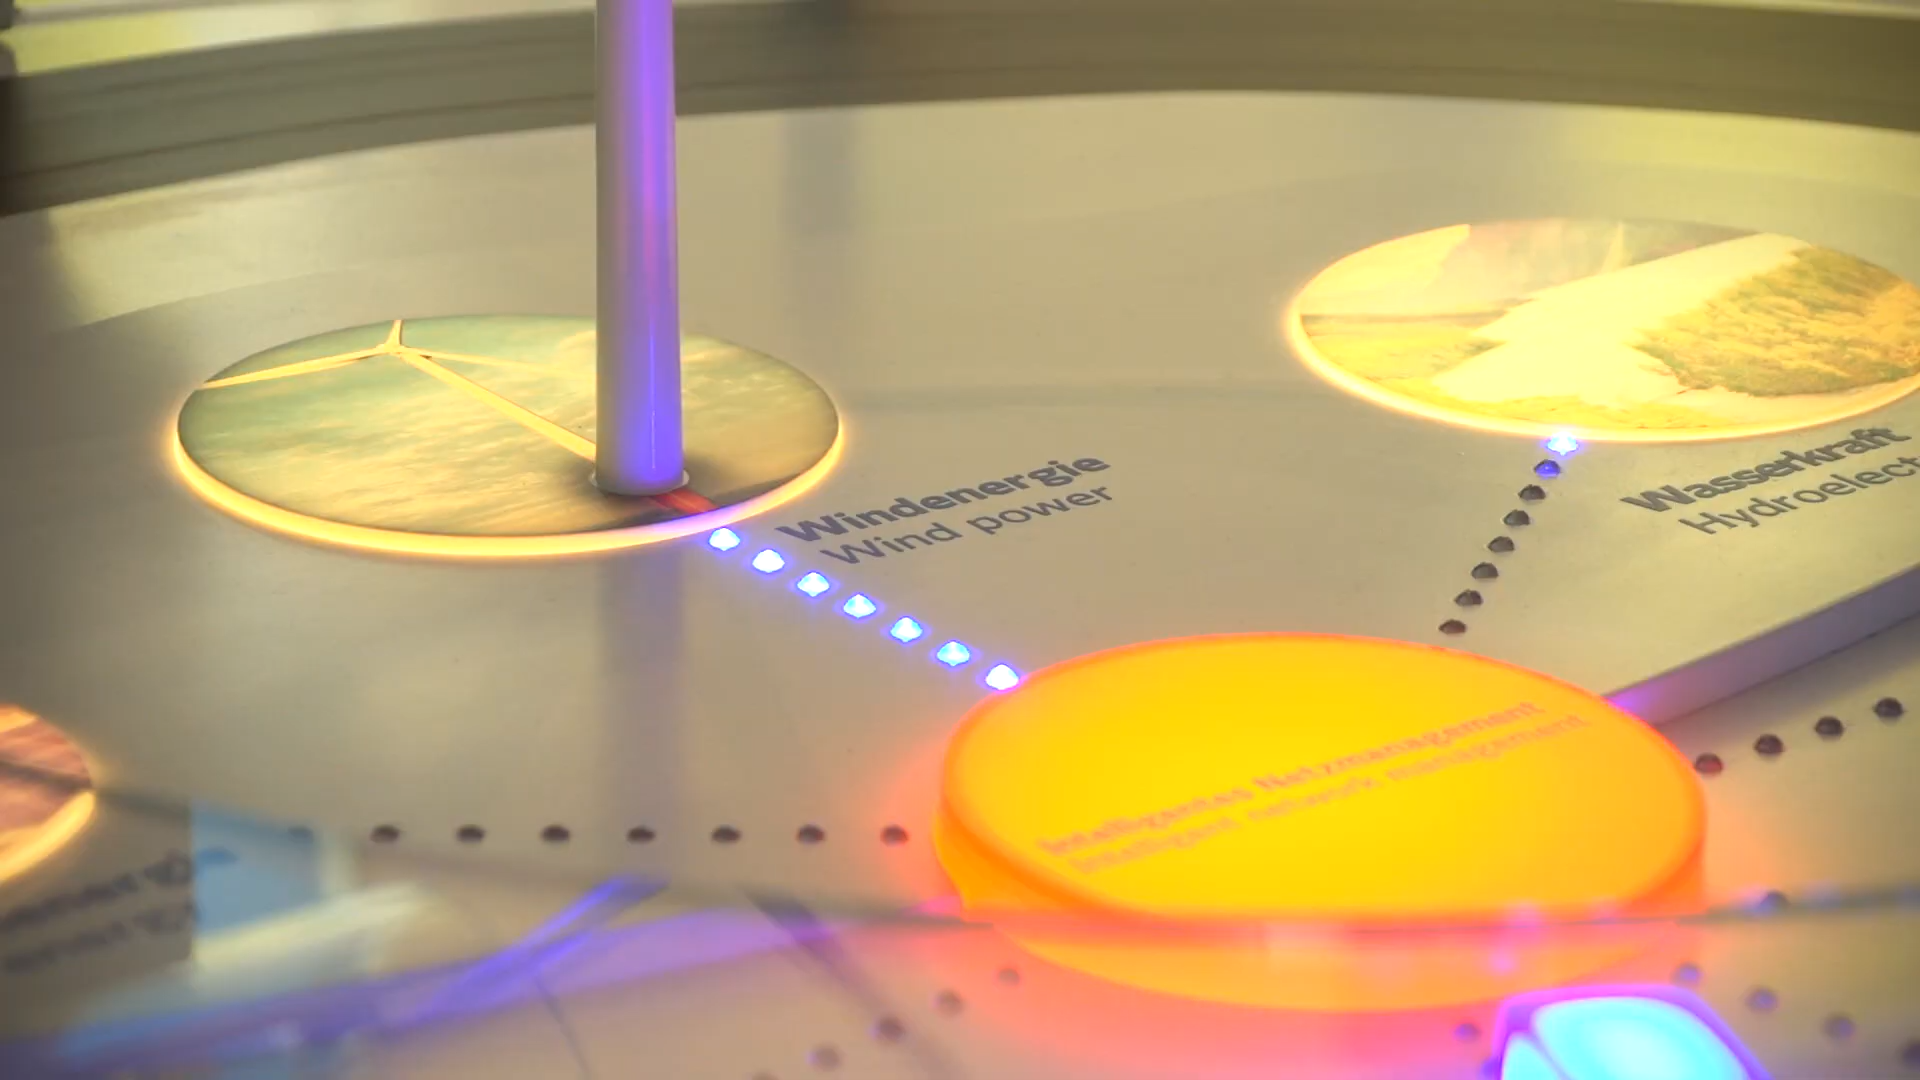 Windenergie
Wind power
Wasserkraft
Hydroelect
Intelligentes Netzmanagement
Intelligent network management